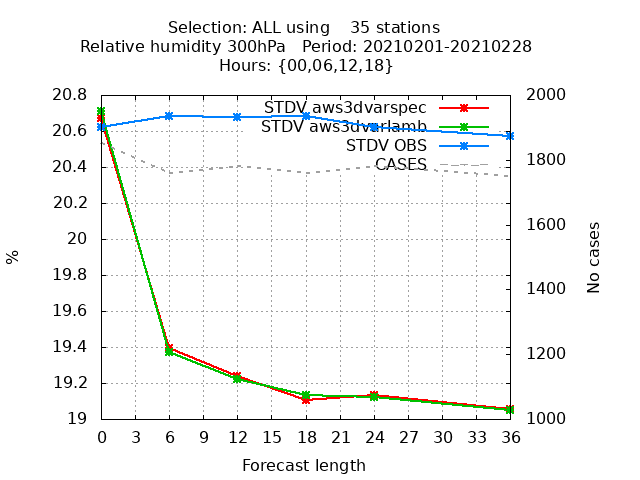 Selection: ALL using 35 stations
Relative humidity 300hPa Period: 20210201-20210228
Hours: {00,06,12,18}
STDV aws3dvarspec
STDV aws3dvarlamb
STDV OBS
CASES
20.8
20.6
20.4
20.2
20
19.8
19.6
19.4
19.2
19
%
2000
1800
1600
1400
1200
1000
No cases
0 3 6 9 12 15 18 21 24 27 30 33 36
Forecast length